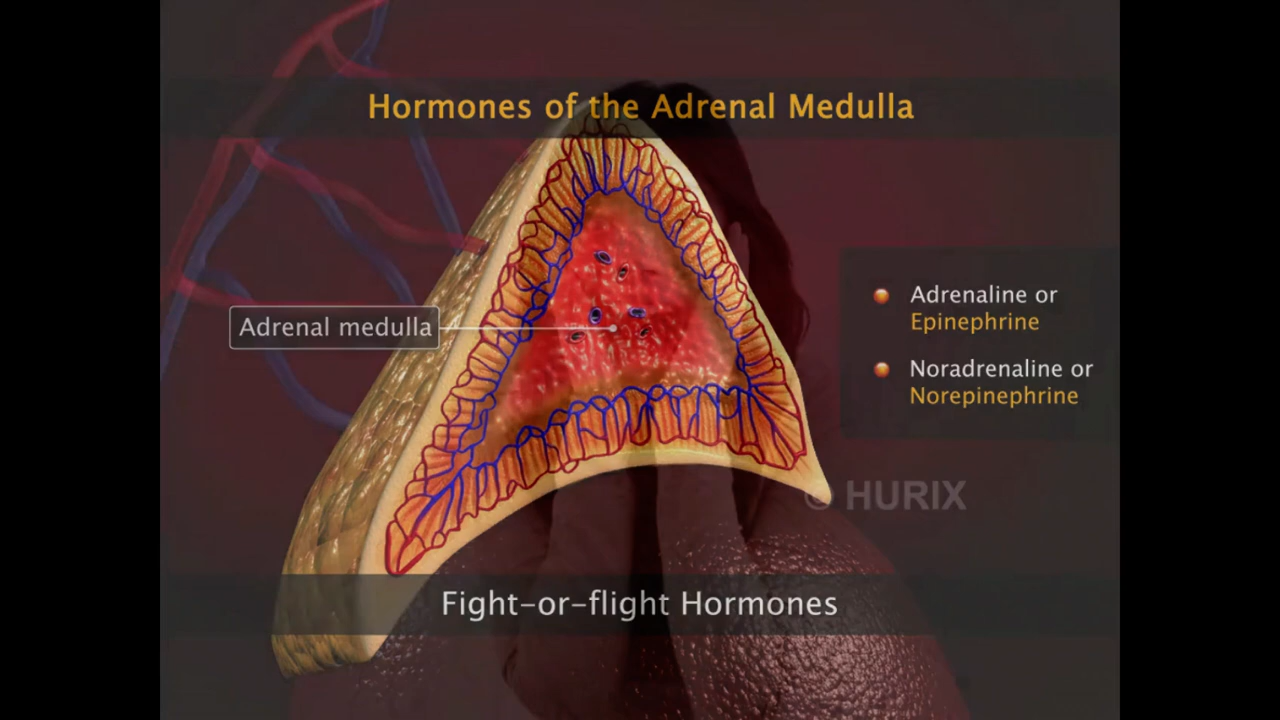 Hormones of the Adrenal Medulla
Adrenal medulla
Adrenaline or
Epinephrine
Noradrenaline or
Norepinephrine
© HURIX
Fight-or-flight Hormones